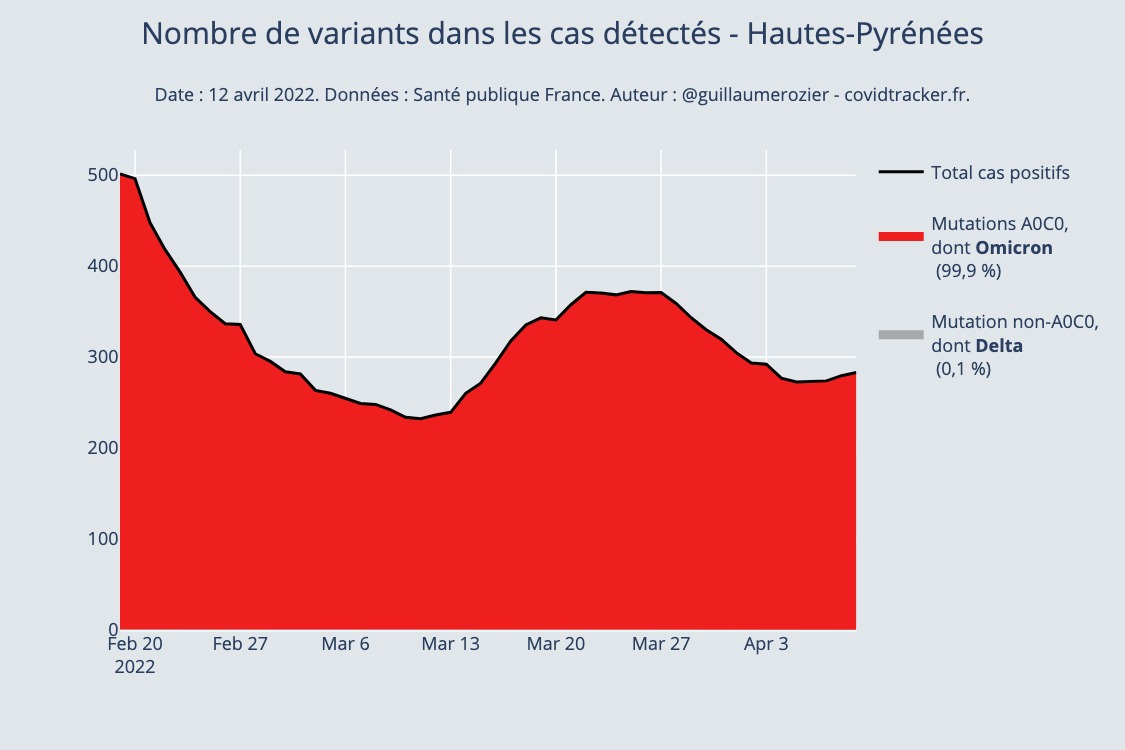 Nombre de variants dans les cas détectés - Hautes-Pyrénées
Date : 12 avril 2022. Données : Santé publique France. Auteur : @guillaumerozier - covidtracker.fr.
500
400
300
200
100
0
Feb 20
2022
Feb 27
Mar 6
Mar 13
Mar 20
Mar 27
Apr 3
Total cas positifs
Mutations A0C0,
dont Omicron
(99,9 %)
Mutation non-A0C0,
dont Delta
(0,1 %)